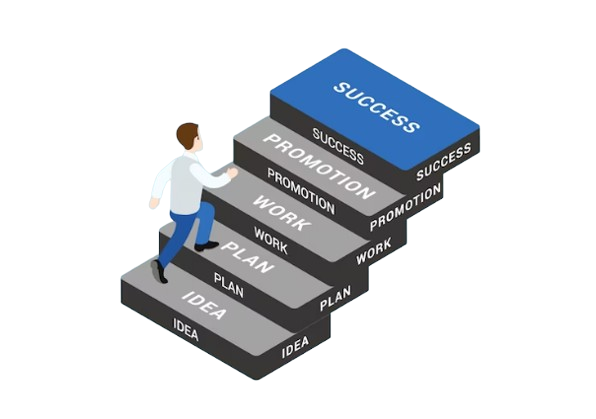 SUCCESS
SUCCESS
SUCCESS
PROMOTION
PROMOTION
PROMOTION
WORK
WORK
WORK
PLAN
PLAN
PLAN
IDEA
IDEA
IDEA